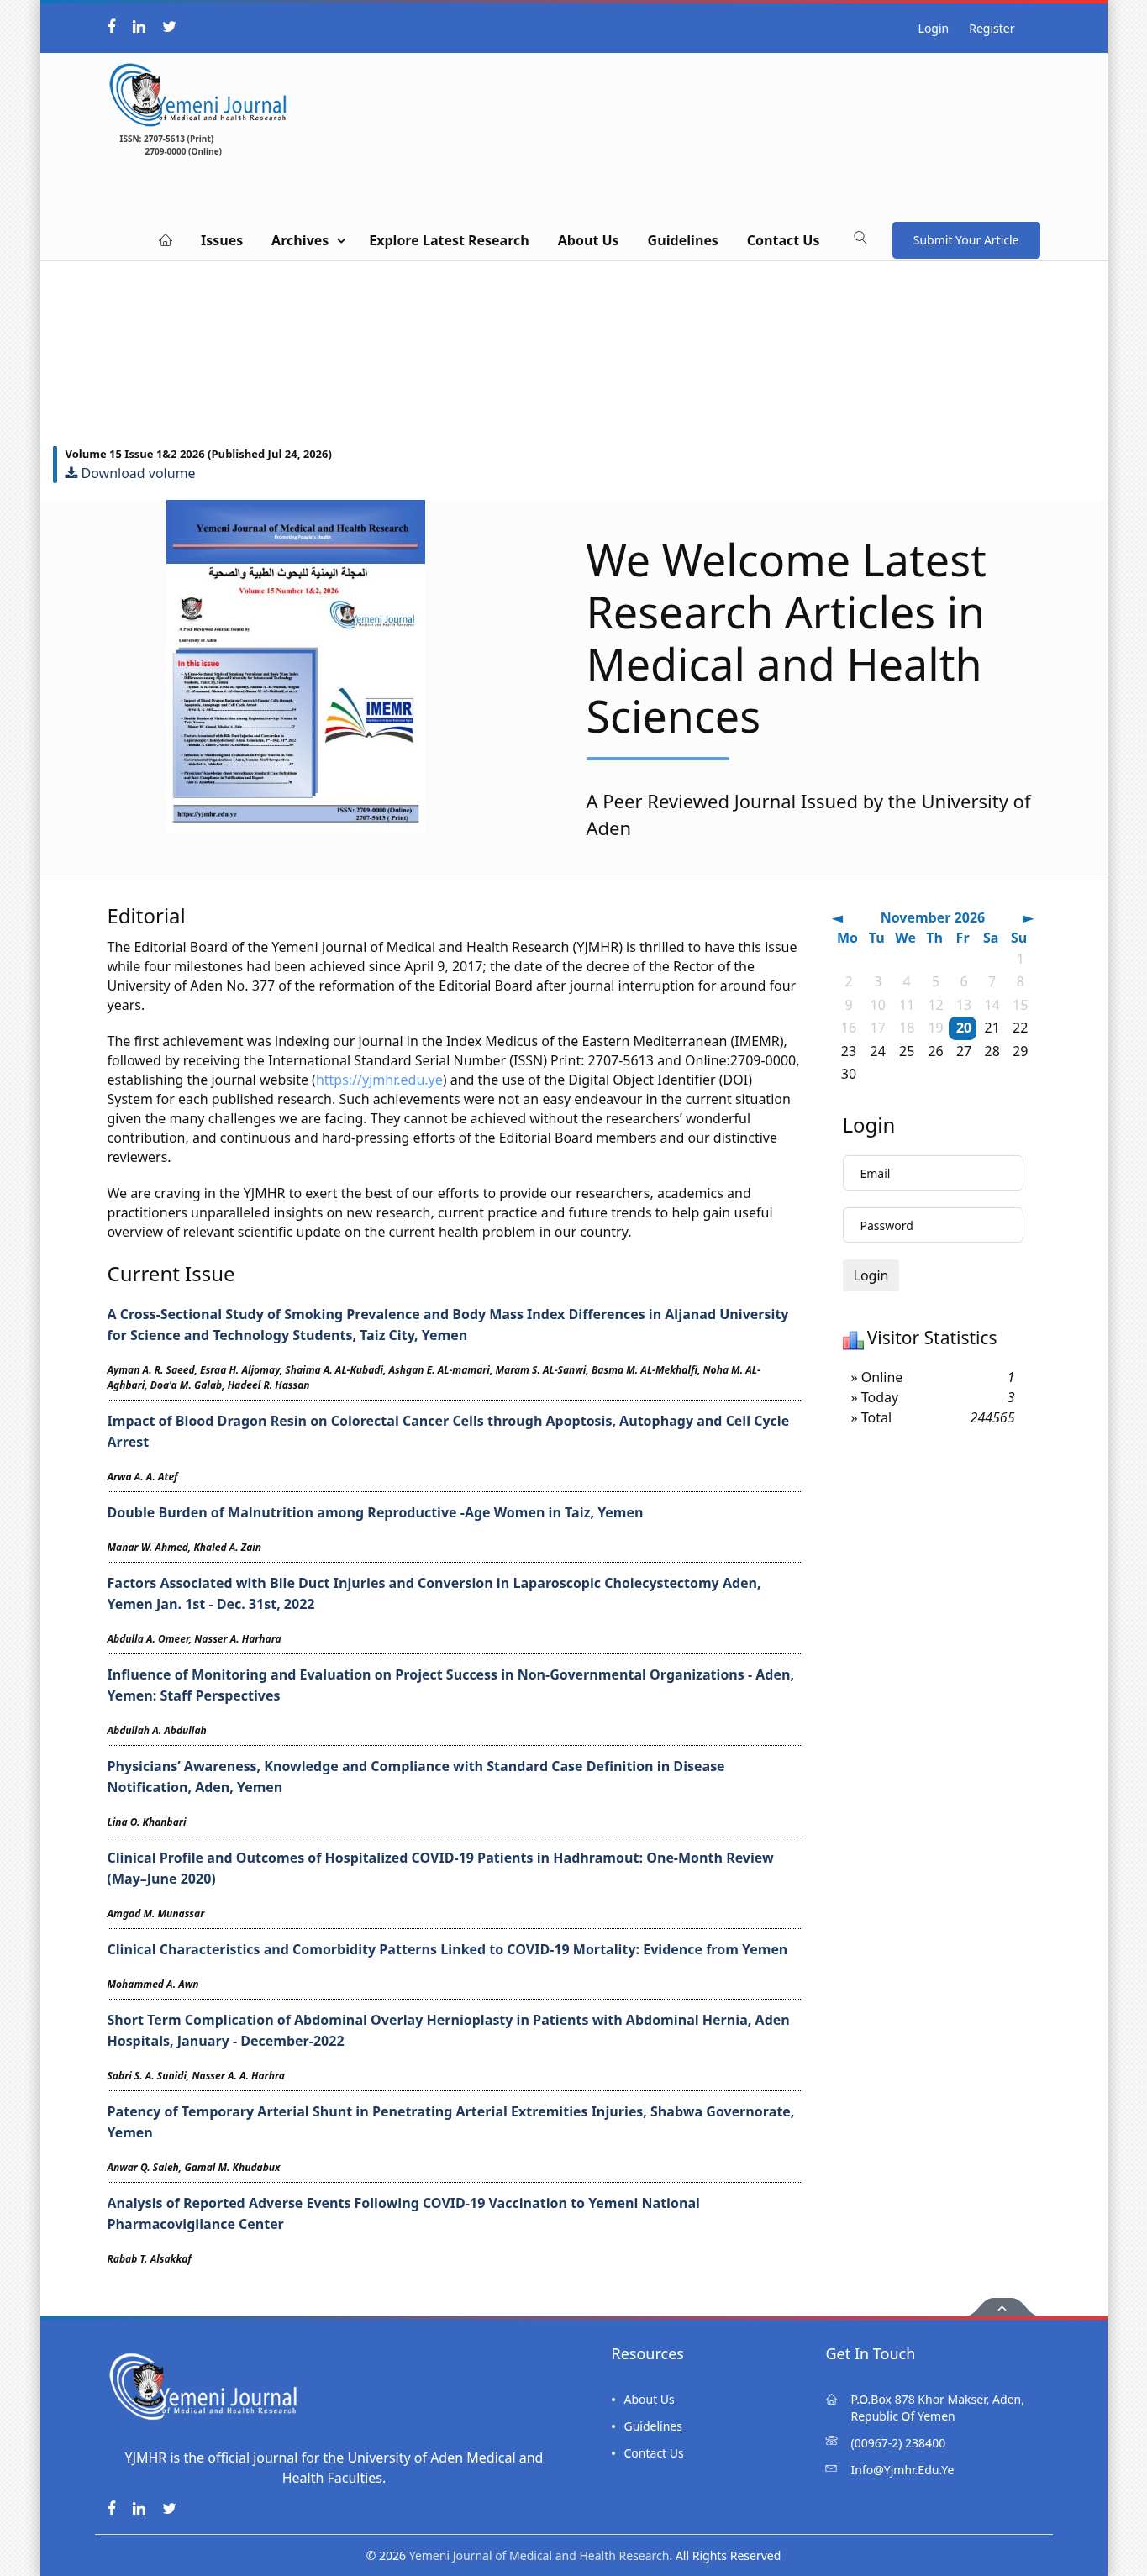 Login Register
Yemeni Journal
of Medical and Health Research
ISSN: 2707-5613 (Print)
2709-0000 (Online)
Issues Archives Explore Latest Research About Us Guidelines Contact Us Submit Your Article
Volume 15 Issue 1&2 2026 (Published Jul 24, 2026)
Download volume
Yemeni Journal of Medical and Health Research
Promoting People's Health
المجلة اليمنية للبحوث الطبية والصحية
Volume 15 Number 1&2, 2026
Yemeni Journal
of Medical and Health Research
A Peer Reviewed Journal Issued by
University of Aden
In this issue
IMEMR
https://yjmhr.edu.ye
ISSN: 2709-0000 (Online)
2707-5613 ( Print)
We Welcome Latest
Research Articles in
Medical and Health
Sciences
A Peer Reviewed Journal Issued by the University of
Aden
Editorial
The Editorial Board of the Yemeni Journal of Medical and Health Research (YJMHR) is thrilled to have this issue
while four milestones had been achieved since April 9, 2017; the date of the decree of the Rector of the
University of Aden No. 377 of the reformation of the Editorial Board after journal interruption for around four
years.
The first achievement was indexing our journal in the Index Medicus of the Eastern Mediterranean (IMEMR),
followed by receiving the International Standard Serial Number (ISSN) Print: 2707-5613 and Online:2709-0000,
establishing the journal website (https://yjmhr.edu.ye) and the use of the Digital Object Identifier (DOI)
System for each published research. Such achievements were not an easy endeavour in the current situation
given the many challenges we are facing. They cannot be achieved without the researchers’ wonderful
contribution, and continuous and hard-pressing efforts of the Editorial Board members and our distinctive
reviewers.
We are craving in the YJMHR to exert the best of our efforts to provide our researchers, academics and
practitioners unparalleled insights on new research, current practice and future trends to help gain useful
overview of relevant scientific update on the current health problem in our country.
Current Issue
A Cross-Sectional Study of Smoking Prevalence and Body Mass Index Differences in Aljanad University
for Science and Technology Students, Taiz City, Yemen
Ayman A. R. Saeed, Esraa H. Aljomay, Shaima A. AL-Kubadi, Ashgan E. AL-mamari, Maram S. AL-Sanwi, Basma M. AL-Mekhalfi, Noha M. AL-
Aghbari, Doa'a M. Galab, Hadeel R. Hassan
Impact of Blood Dragon Resin on Colorectal Cancer Cells through Apoptosis, Autophagy and Cell Cycle
Arrest
Arwa A. A. Atef
Double Burden of Malnutrition among Reproductive -Age Women in Taiz, Yemen
Manar W. Ahmed, Khaled A. Zain
Factors Associated with Bile Duct Injuries and Conversion in Laparoscopic Cholecystectomy Aden,
Yemen Jan. 1st - Dec. 31st, 2022
Abdulla A. Omeer, Nasser A. Harhara
Influence of Monitoring and Evaluation on Project Success in Non-Governmental Organizations - Aden,
Yemen: Staff Perspectives
Abdullah A. Abdullah
Physicians’ Awareness, Knowledge and Compliance with Standard Case Definition in Disease
Notification, Aden, Yemen
Lina O. Khanbari
Clinical Profile and Outcomes of Hospitalized COVID-19 Patients in Hadhramout: One-Month Review
(May–June 2020)
Amgad M. Munassar
Clinical Characteristics and Comorbidity Patterns Linked to COVID-19 Mortality: Evidence from Yemen
Mohammed A. Awn
Short Term Complication of Abdominal Overlay Hernioplasty in Patients with Abdominal Hernia, Aden
Hospitals, January - December-2022
Sabri S. A. Sunidi, Nasser A. A. Harhra
Patency of Temporary Arterial Shunt in Penetrating Arterial Extremities Injuries, Shabwa Governorate,
Yemen
Anwar Q. Saleh, Gamal M. Khudabux
Analysis of Reported Adverse Events Following COVID-19 Vaccination to Yemeni National
Pharmacovigilance Center
Rabab T. Alsakkaf
◄ November 2026 ►
Mo Tu We Th Fr Sa Su
1
2 3 4 5 6 7 8
9 10 11 12 13 14 15
16 17 18 19 20 21 22
23 24 25 26 27 28 29
30
Login
Email
Password
Login
Visitor Statistics
» Online 1
» Today 3
» Total 244565
Yemeni Journal
of Medical and Health Research
YJMHR is the official journal for the University of Aden Medical and
Health Faculties.
Resources
About Us
Guidelines
Contact Us
Get In Touch
P.O.Box 878 Khor Makser, Aden,
Republic Of Yemen
(00967-2) 238400
Info@Yjmhr.Edu.Ye
© 2026 Yemeni Journal of Medical and Health Research. All Rights Reserved